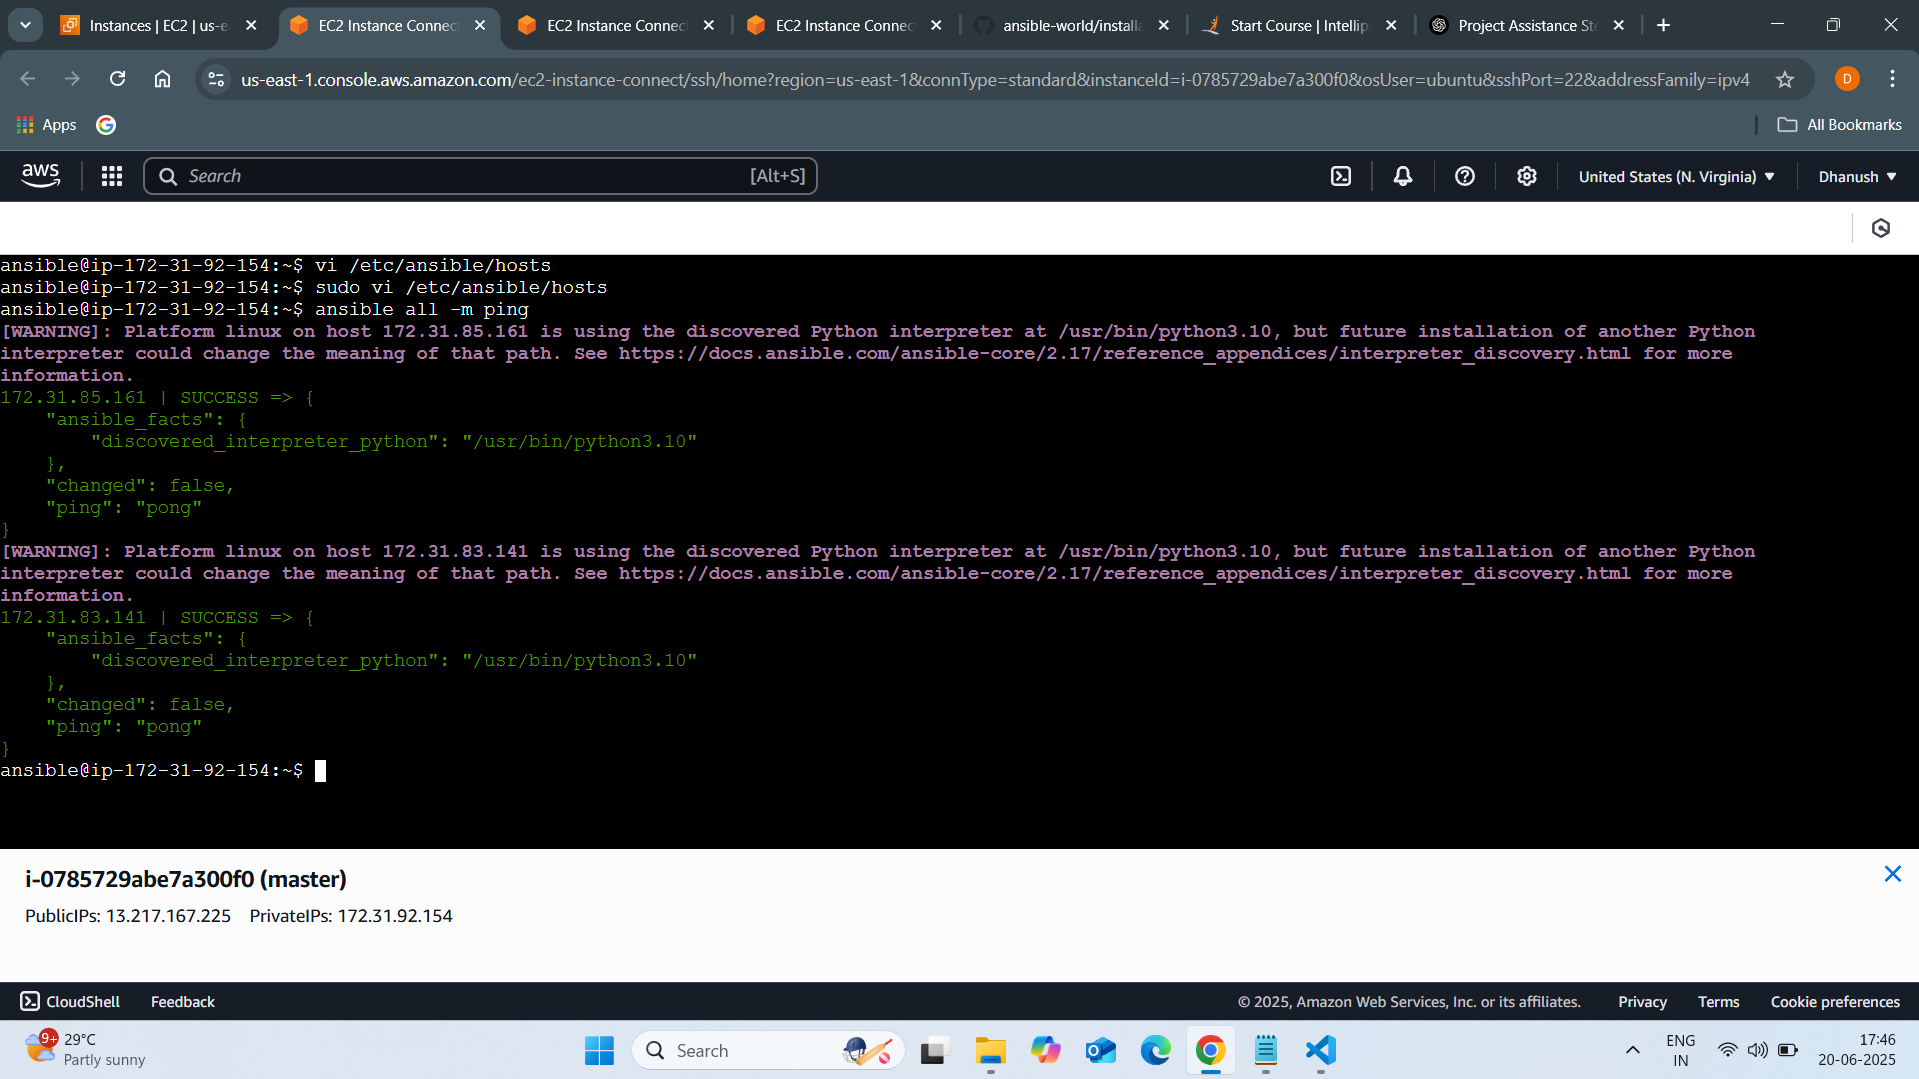 Instances | EC2 | us-e
EC2 Instance Connect
EC2 Instance Connect
EC2 Instance Connec
ansible-world/installa
Start Course | Intellip
Project Assistance Ste
us-east-1.console.aws.amazon.com/ec2-instance-connect/ssh/home?region=us-east-1&connType=standard&instanceId=i-0785729abe7a300f0&osUser=ubuntu&sshPort=22&addressFamily=ipv4
D
Apps
All Bookmarks
aws
Search
[Alt+S]
United States (N. Virginia)
Dhanush
ansible@ip-172-31-92-154:~$ vi /etc/ansible/hosts
ansible@ip-172-31-92-154:~$ sudo vi /etc/ansible/hosts
ansible@ip-172-31-92-154:~$ ansible all -m ping
[WARNING]: Platform linux on host 172.31.85.161 is using the discovered Python interpreter at /usr/bin/python3.10, but future installation of another Python
interpreter could change the meaning of that path. See https://docs.ansible.com/ansible-core/2.17/reference_appendices/interpreter_discovery.html for more
information.
172.31.85.161 | SUCCESS => {
    "ansible_facts": {
        "discovered_interpreter_python": "/usr/bin/python3.10"
    },
    "changed": false,
    "ping": "pong"
}
[WARNING]: Platform linux on host 172.31.83.141 is using the discovered Python interpreter at /usr/bin/python3.10, but future installation of another Python
interpreter could change the meaning of that path. See https://docs.ansible.com/ansible-core/2.17/reference_appendices/interpreter_discovery.html for more
information.
172.31.83.141 | SUCCESS => {
    "ansible_facts": {
        "discovered_interpreter_python": "/usr/bin/python3.10"
    },
    "changed": false,
    "ping": "pong"
}
ansible@ip-172-31-92-154:~$
i-0785729abe7a300f0 (master)
PublicIPs: 13.217.167.225    PrivateIPs: 172.31.92.154
CloudShell
Feedback
© 2025, Amazon Web Services, Inc. or its affiliates.
Privacy
Terms
Cookie preferences
9+
29°C
Partly sunny
Search
ENG
IN
17:46
20-06-2025